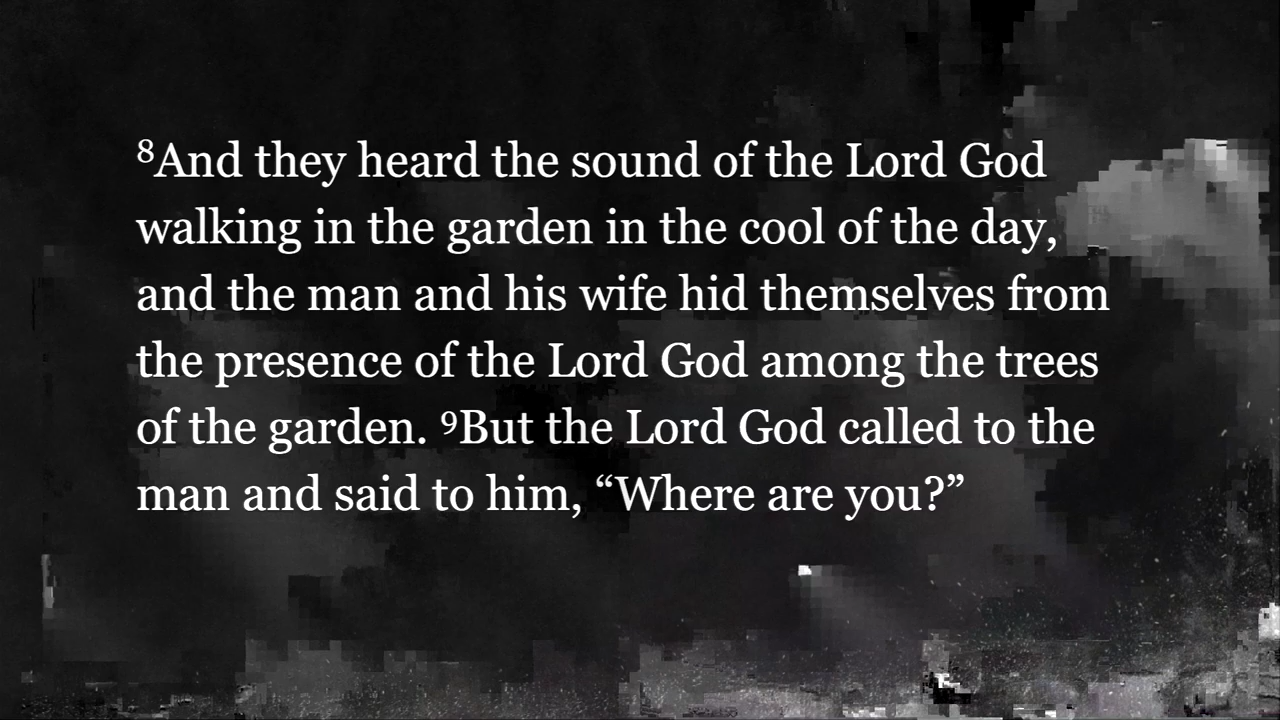 ⁸And they heard the sound of the Lord God
walking in the garden in the cool of the day,
and the man and his wife hid themselves from
the presence of the Lord God among the trees
of the garden. ⁹But the Lord God called to the
man and said to him, “Where are you?”